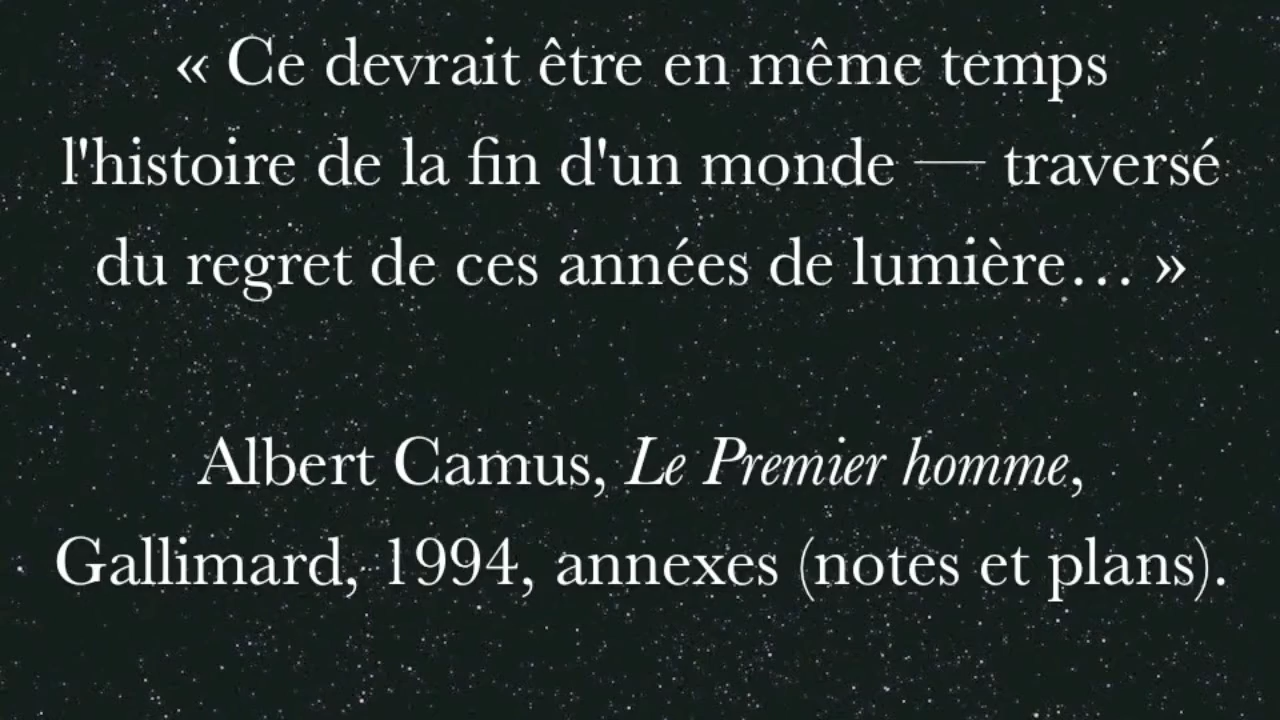 « Ce devrait être en même temps
l'histoire de la fin d'un monde — traversé
du regret de ces années de lumière… »
Albert Camus, Le Premier homme,
Gallimard, 1994, annexes (notes et plans).